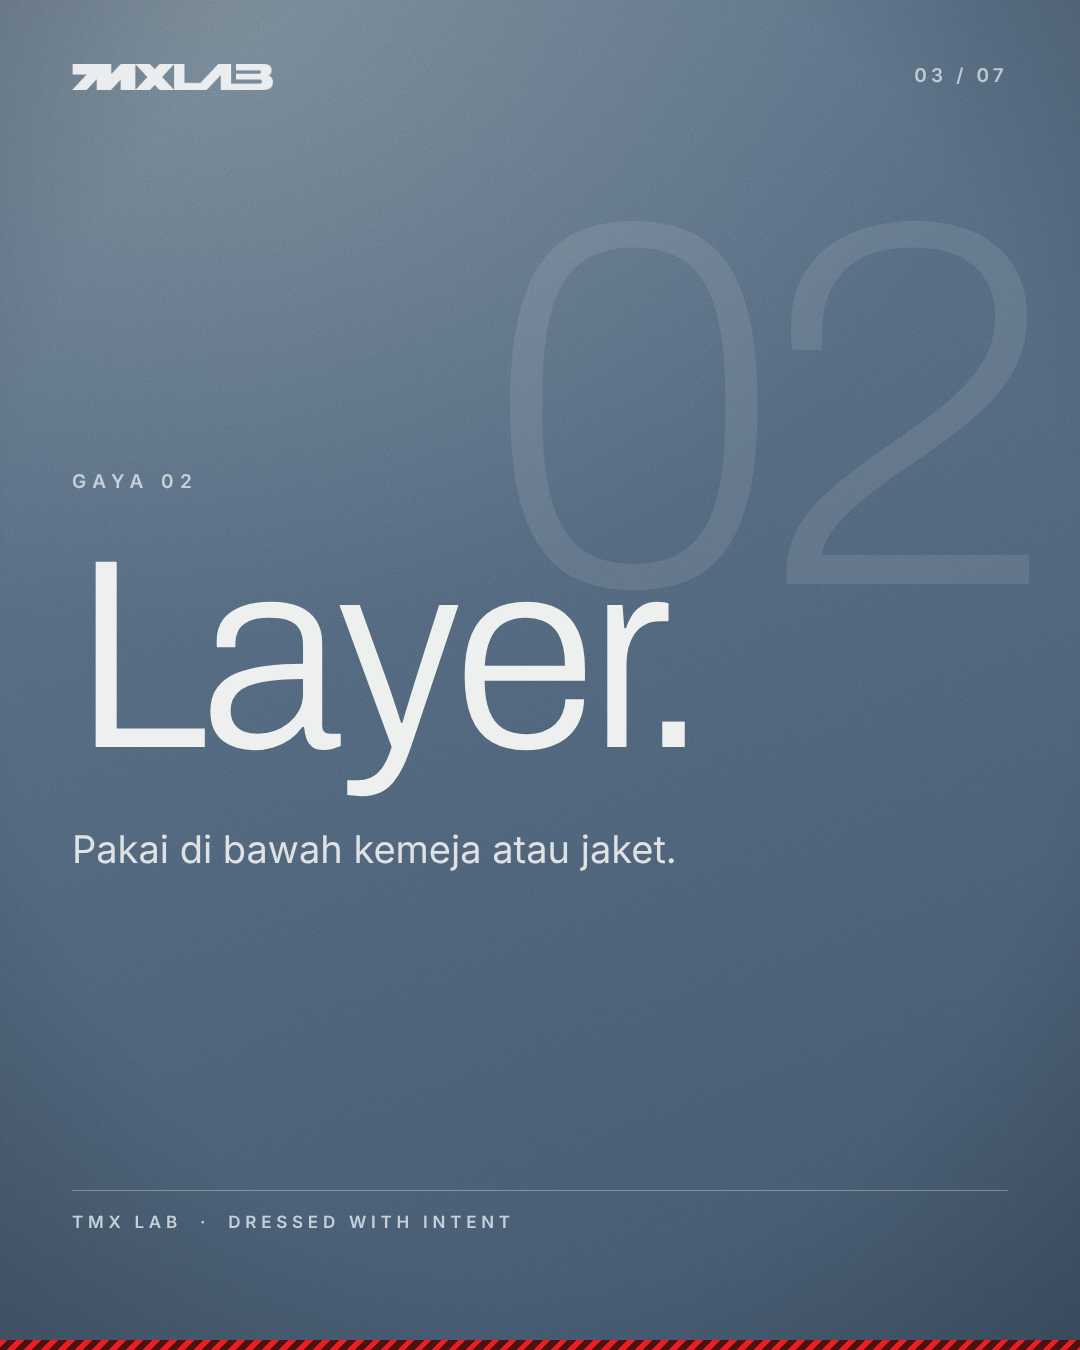 TMXLAB
03 / 07
02
GAYA 02
Layer.
Pakai di bawah kemeja atau jaket.
TMX LAB · DRESSED WITH INTENT